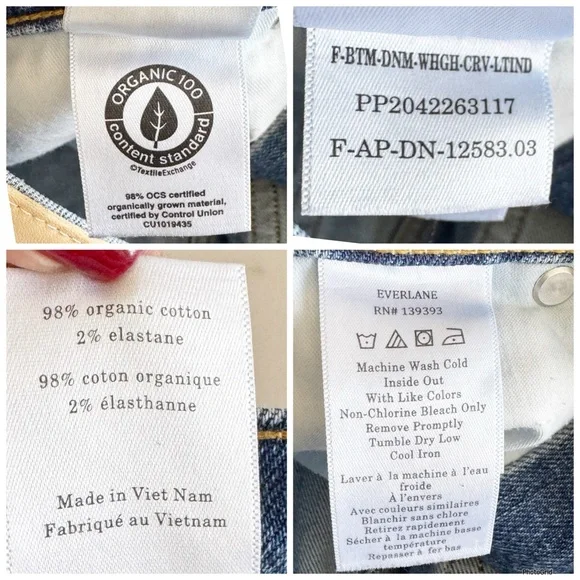 ORGANIC 100
content standard
©TextileExchange
98% OCS certified
organically grown material,
certified by Control Union
CU1019435
F-BTM-DNM-WHGH-CRV-LTIND
PP2042263117
F-AP-DN-12583.03
98% organic cotton
2% elastane
98% coton organique
2% élasthanne
Made in Viet Nam
Fabriqué au Vietnam
EVERLANE
RN# 139393
Machine Wash Cold
Inside Out
With Like Colors
Non-Chlorine Bleach Only
Remove Promptly
Tumble Dry Low
Cool Iron
Laver à la machine à l'eau
froide
À l'envers
Avec couleurs similaires
Blanchir sans chlore
Retirez rapidement
Sécher à la machine basse
température
Repasser à fer bas